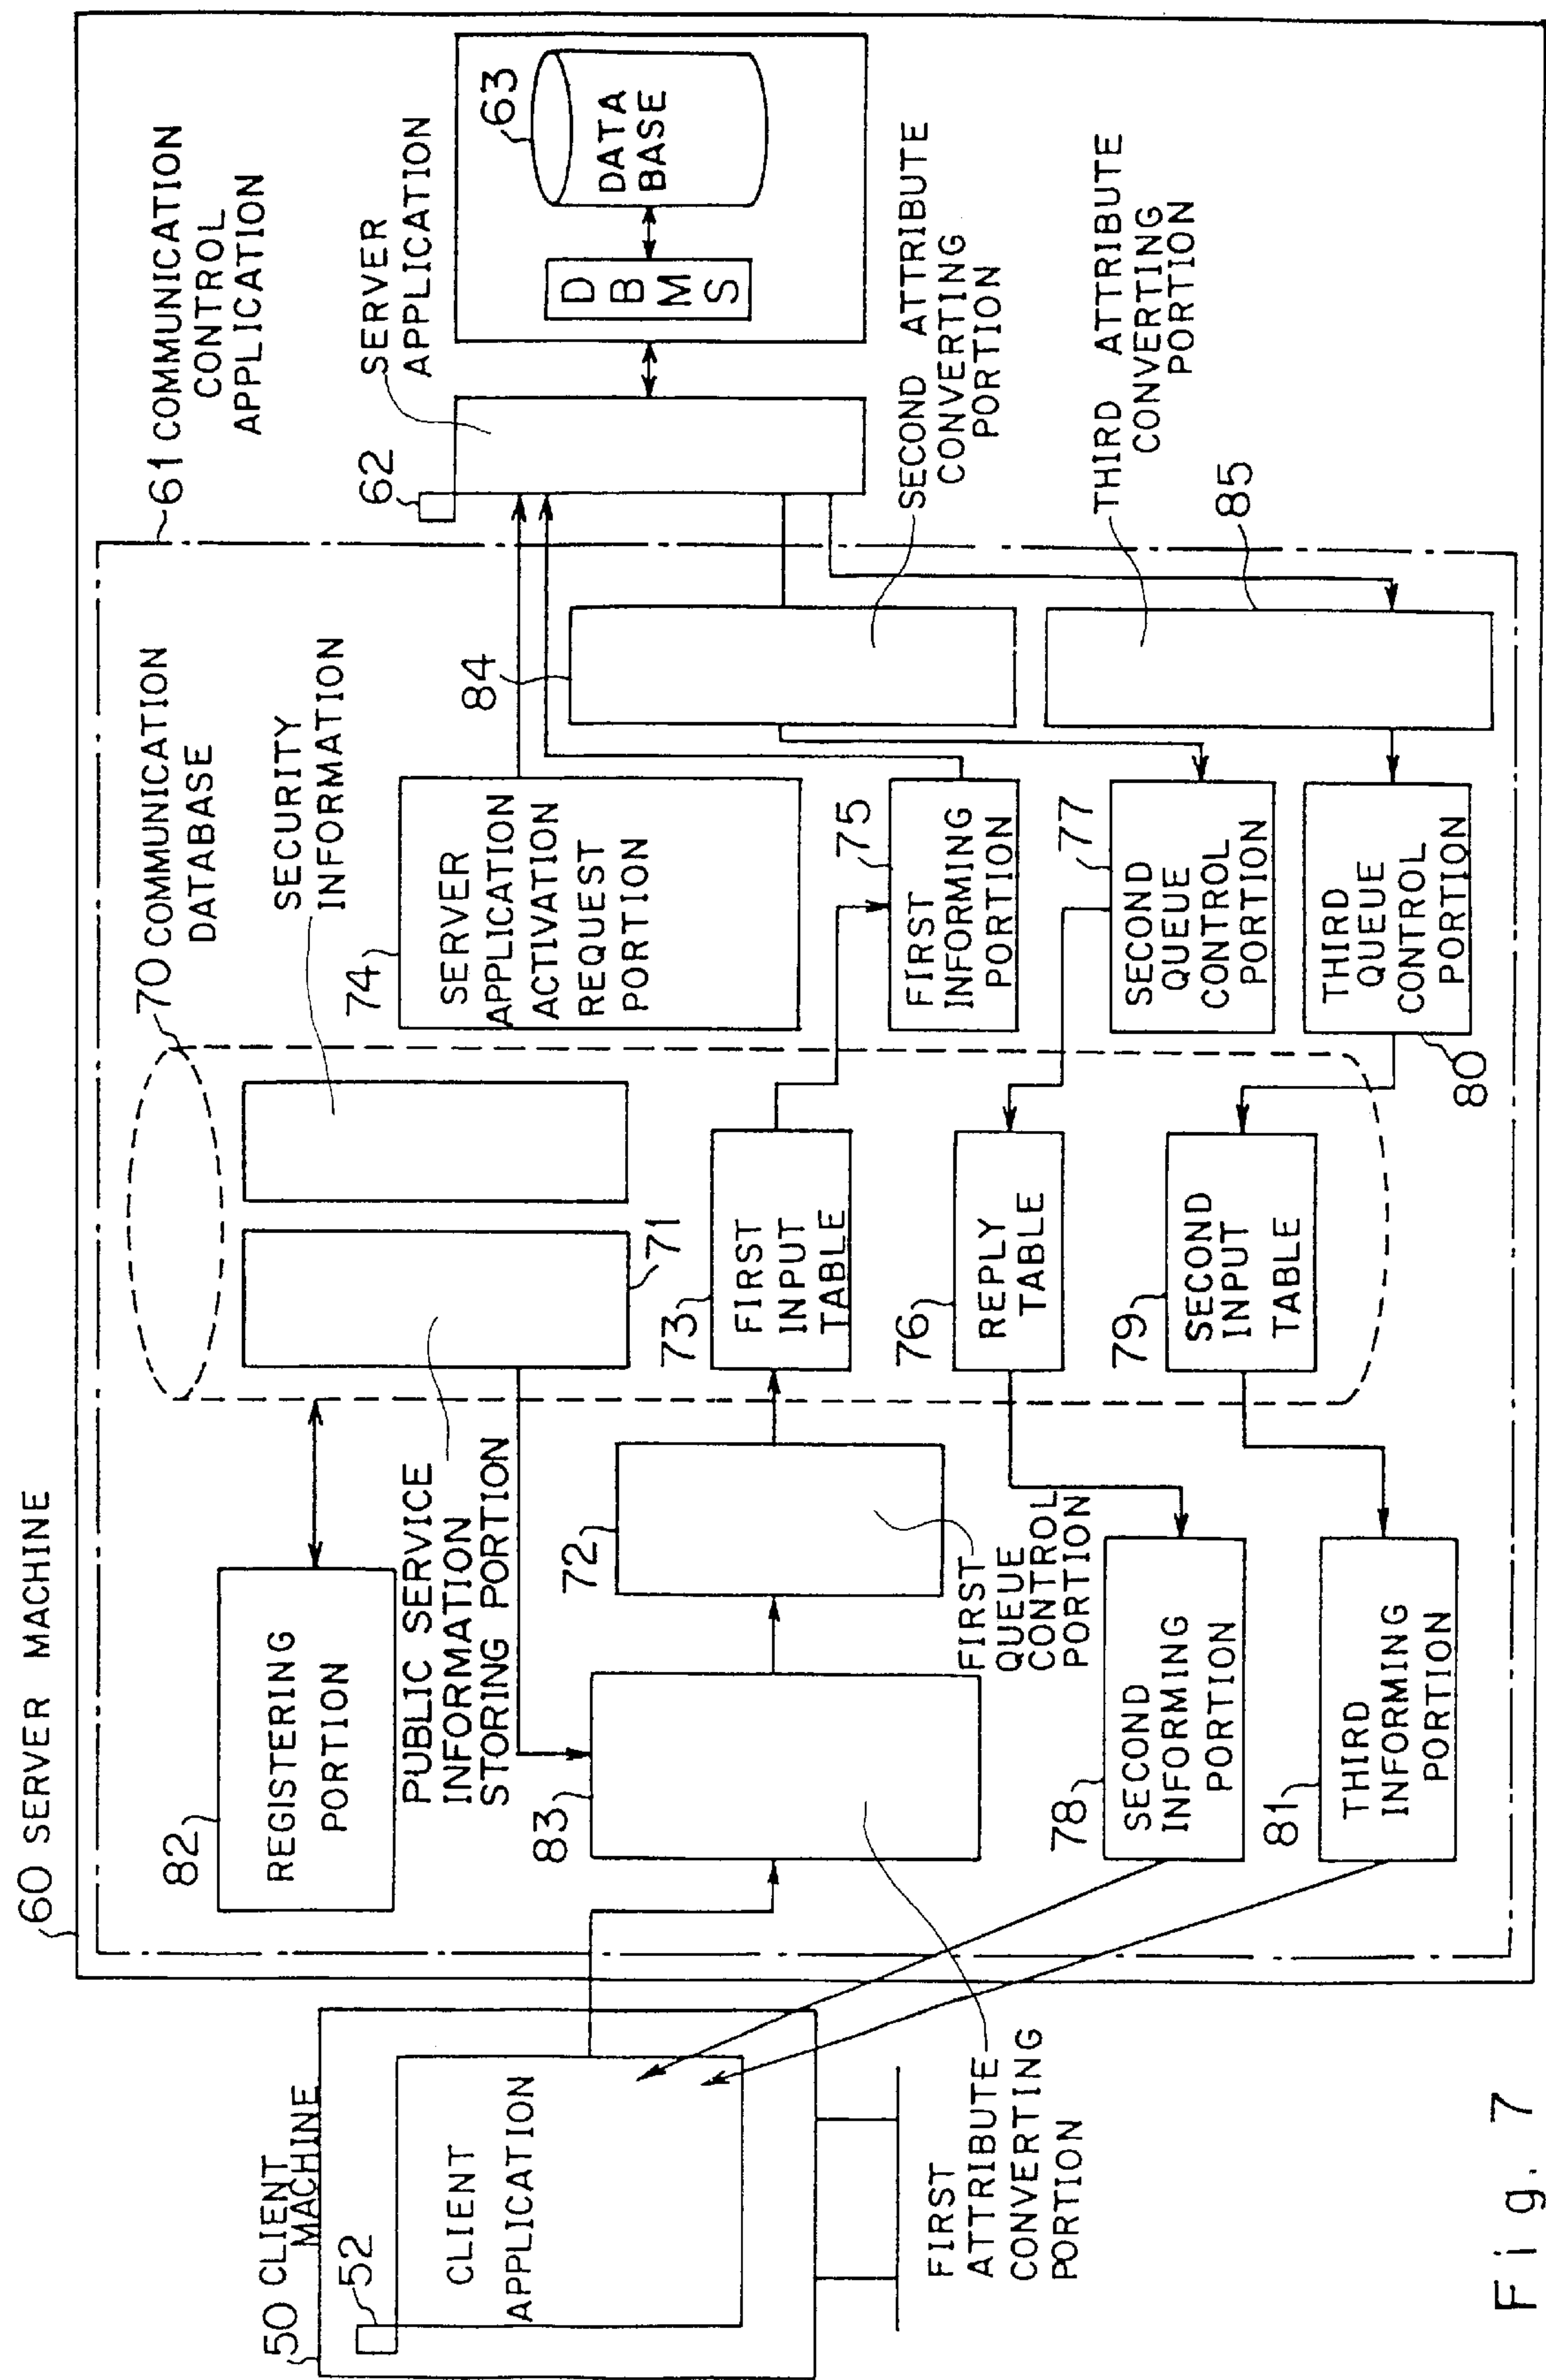 60 SERVER MACHINE
61 COMMUNICATION
CONTROL
APPLICATION
70 COMMUNICATION
DATABASE
SECURITY
INFORMATION
50 CLIENT
MACHINE
52
CLIENT
APPLICATION
82
REGISTERING
PORTION
PUBLIC SERVICE
INFORMATION
STORING PORTION
71
74
SERVER
APPLICATION
ACTIVATION
REQUEST
PORTION
62
SERVER
APPLICATION
63
DATA
BASE
D
B
M
S
83
72
FIRST
QUEUE
CONTROL
PORTION
73
FIRST
INPUT
TABLE
75
FIRST
INFORMING
PORTION
84
SECOND ATTRIBUTE
CONVERTING
PORTION
76
REPLY
TABLE
77
SECOND
QUEUE
CONTROL
PORTION
THIRD ATTRIBUTE
CONVERTING
PORTION
85
78
SECOND
INFORMING
PORTION
79
SECOND
INPUT
TABLE
THIRD
QUEUE
CONTROL
PORTION
80
81
THIRD
INFORMING
PORTION
FIRST
ATTRIBUTE
CONVERTING
PORTION
Fig. 7